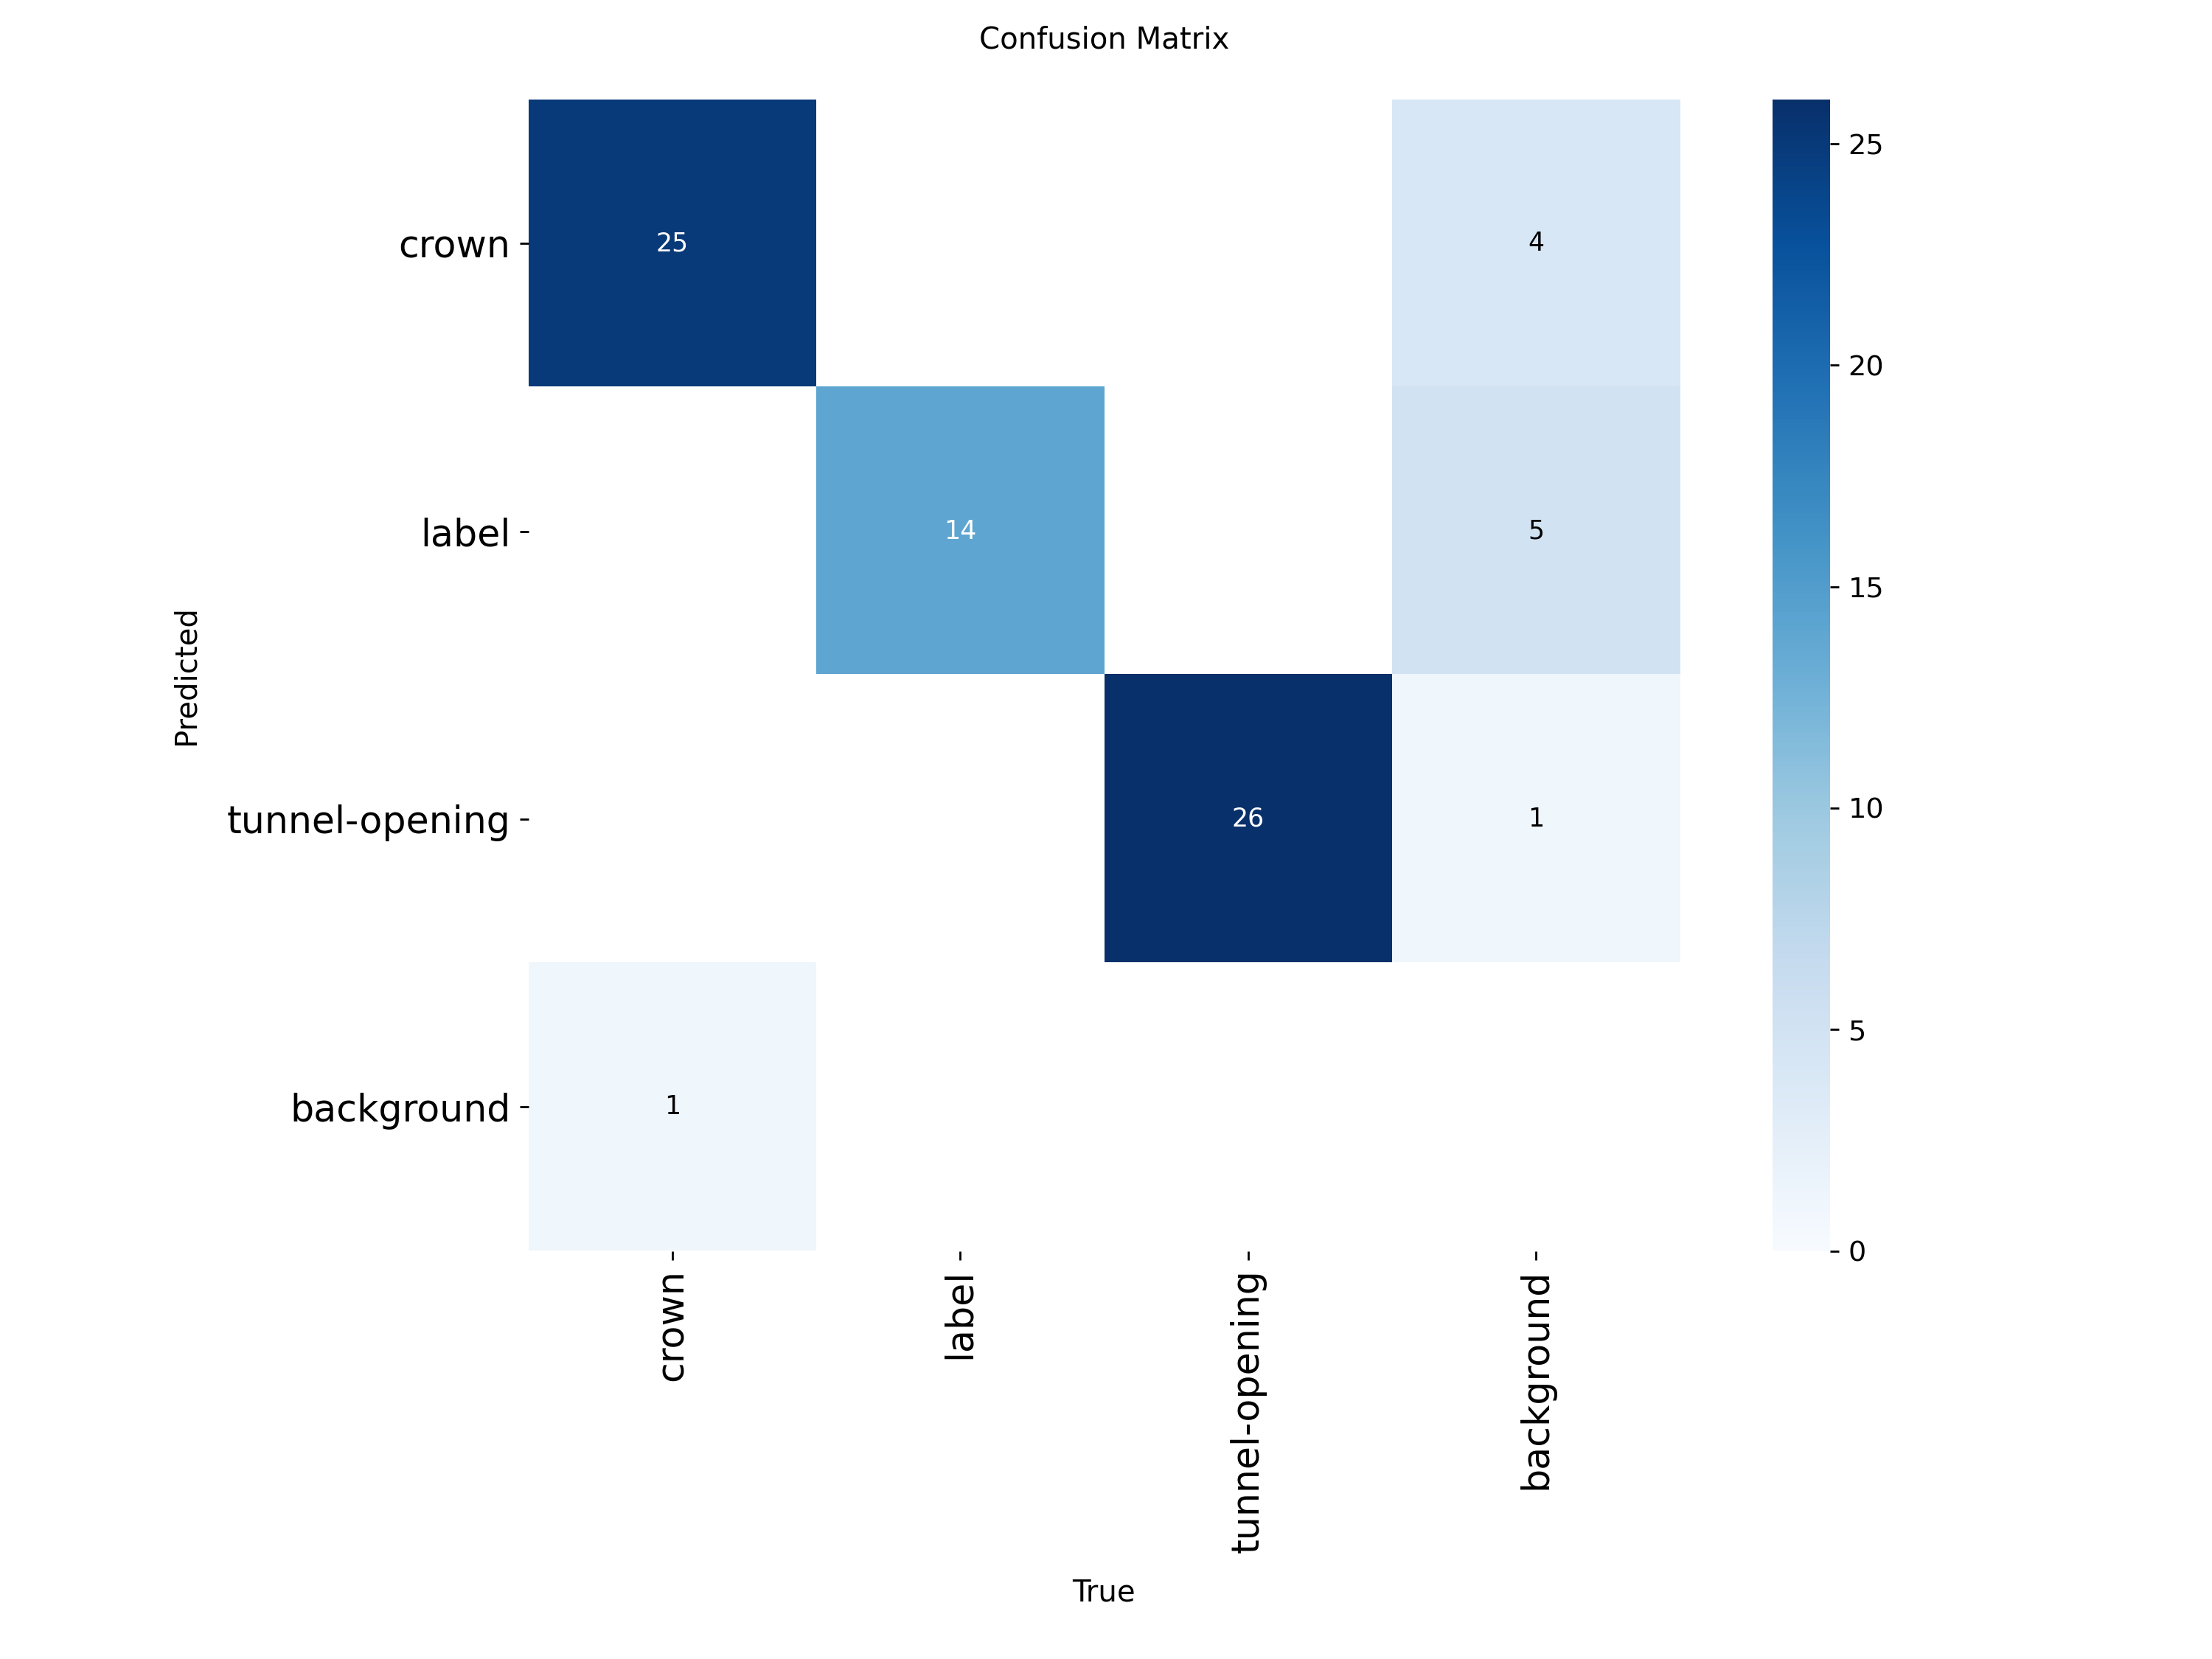 Confusion Matrix
crown
25
4
label
14
5
tunnel-opening
26
1
background
1
Predicted
crown
label
tunnel-opening
background
True
25
20
15
10
5
0